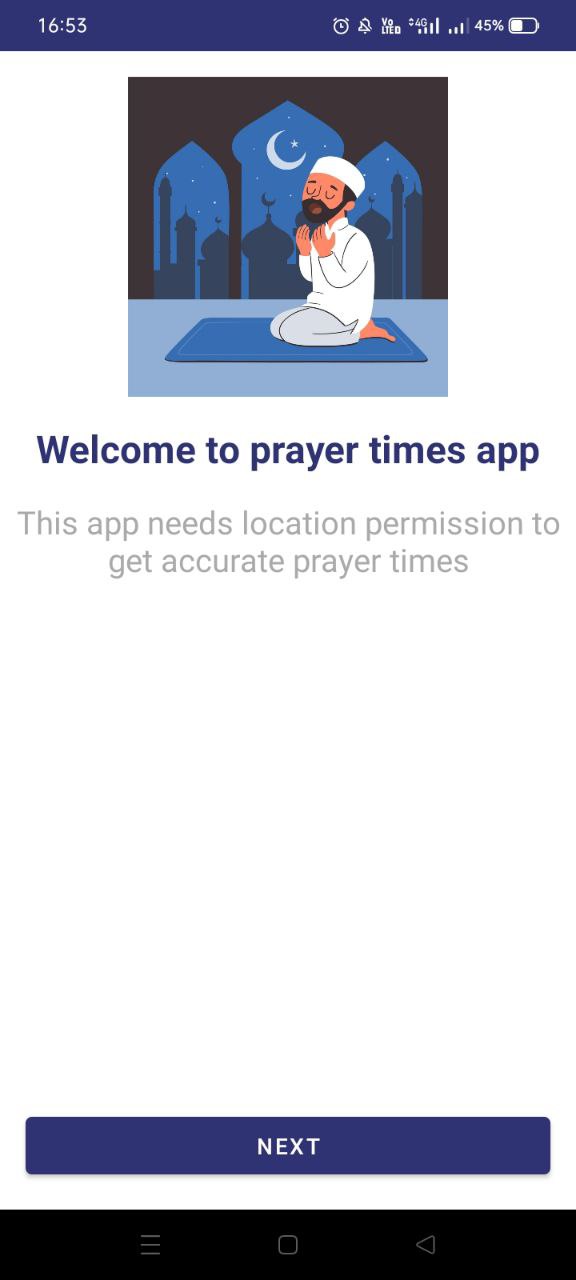 16:53
Vo LTED 4G 45%
Welcome to prayer times app
This app needs location permission to
get accurate prayer times
NEXT